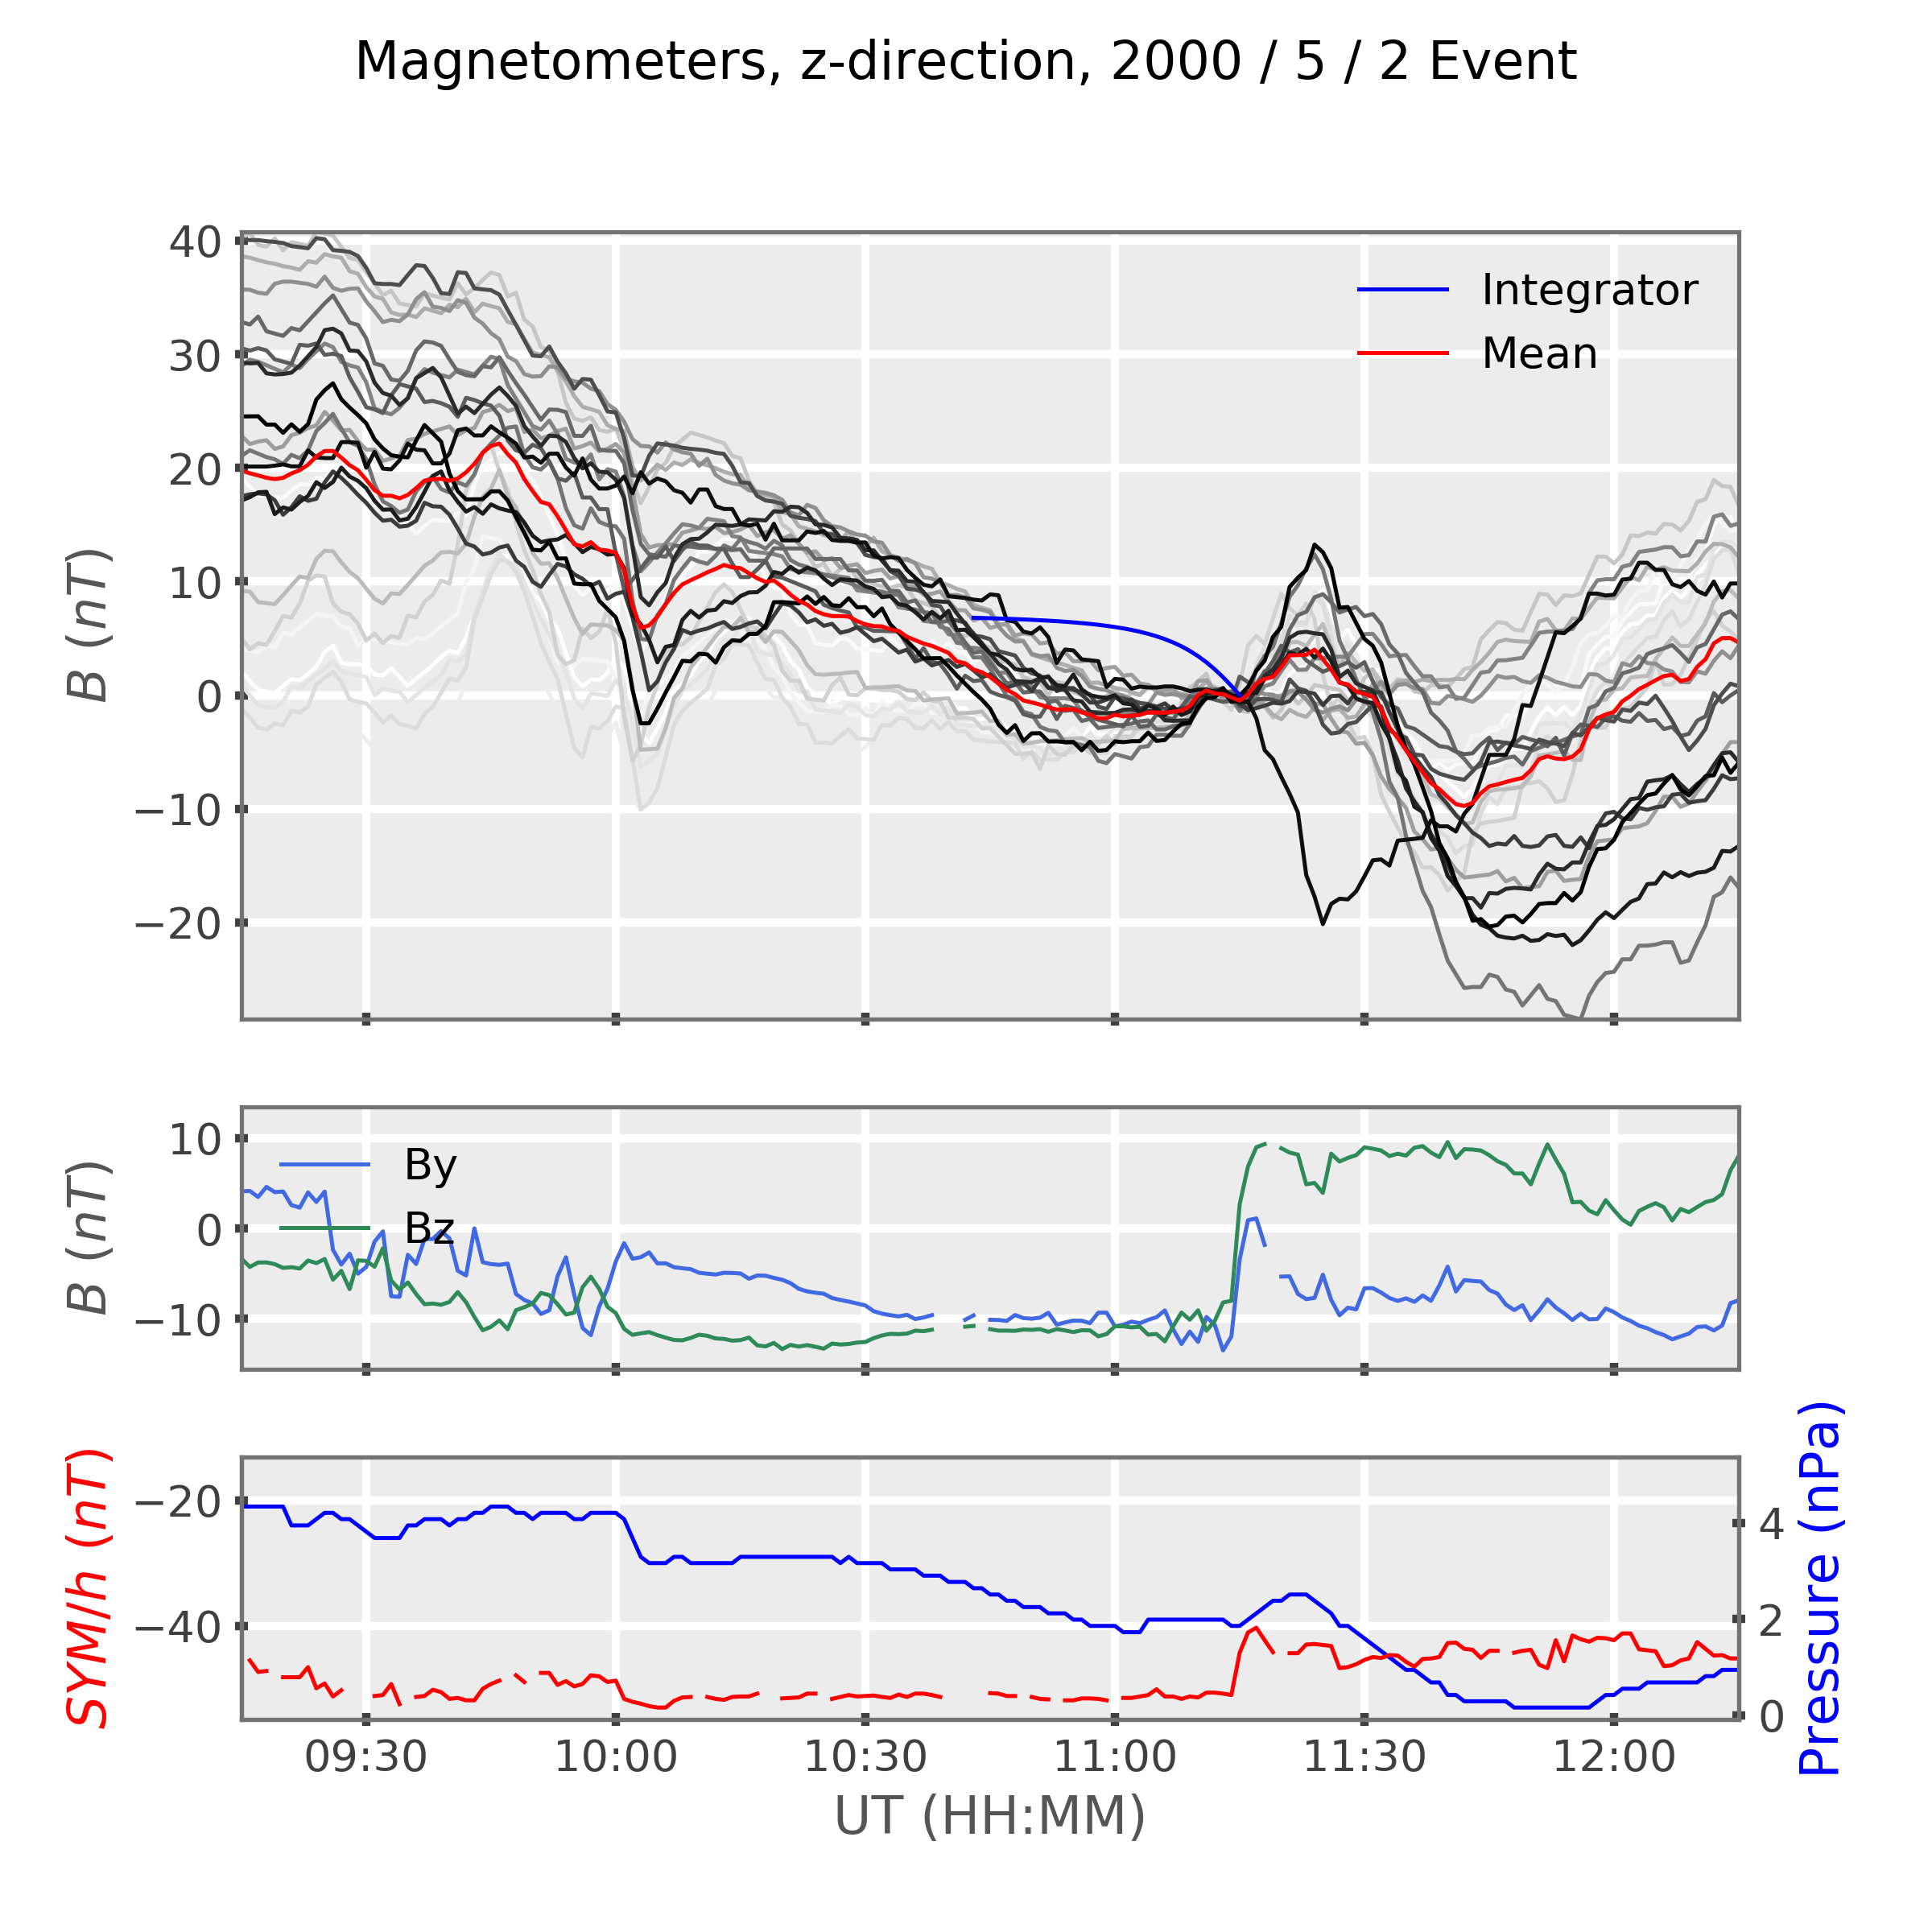 Magnetometers, z-direction, 2000 / 5 / 2 Event
B (nT)
40
30
20
10
0
−10
−20
Integrator
Mean
B (nT)
10
0
−10
By
Bz
SYM/h (nT)
−20
−40
4
2
0
Pressure (nPa)
09:30 10:00 10:30 11:00 11:30 12:00
UT (HH:MM)